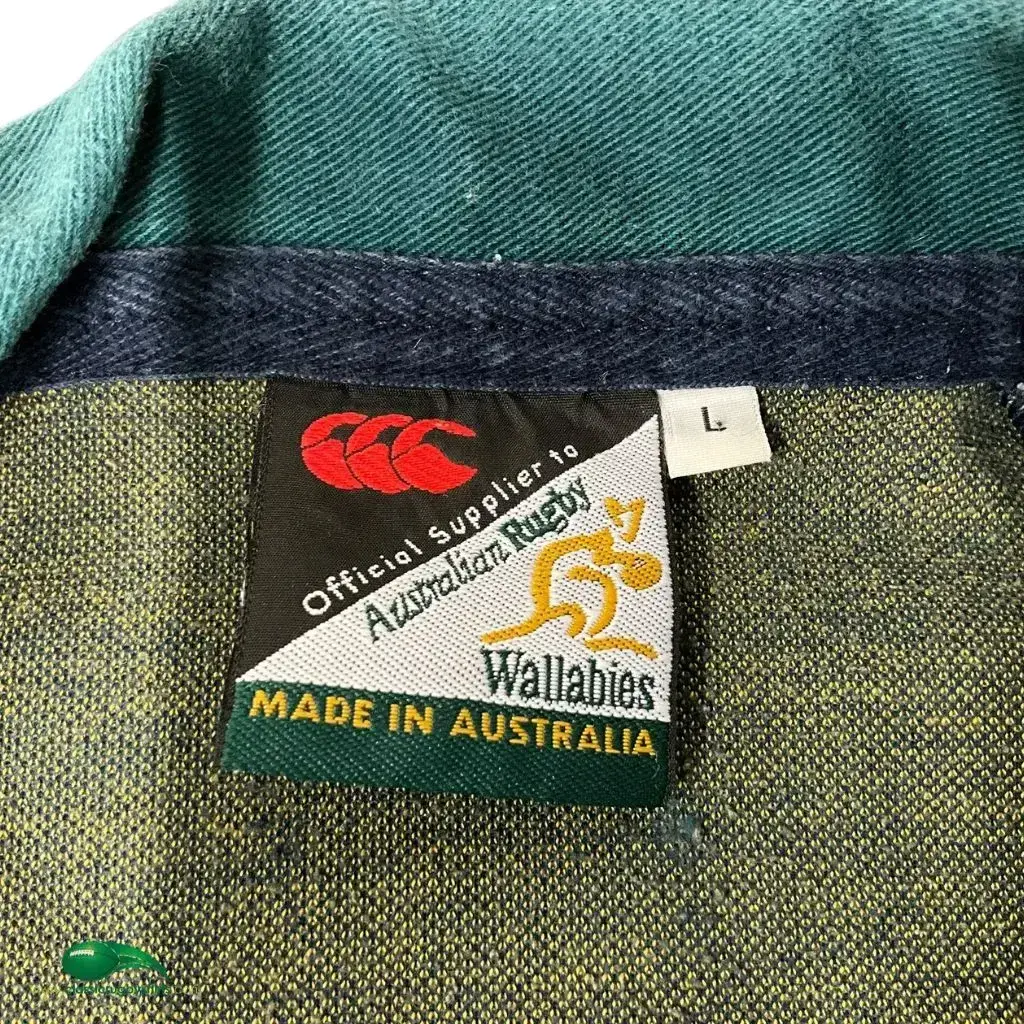 L
Official Supplier to
Australian Rugby
Wallabies
MADE IN AUSTRALIA